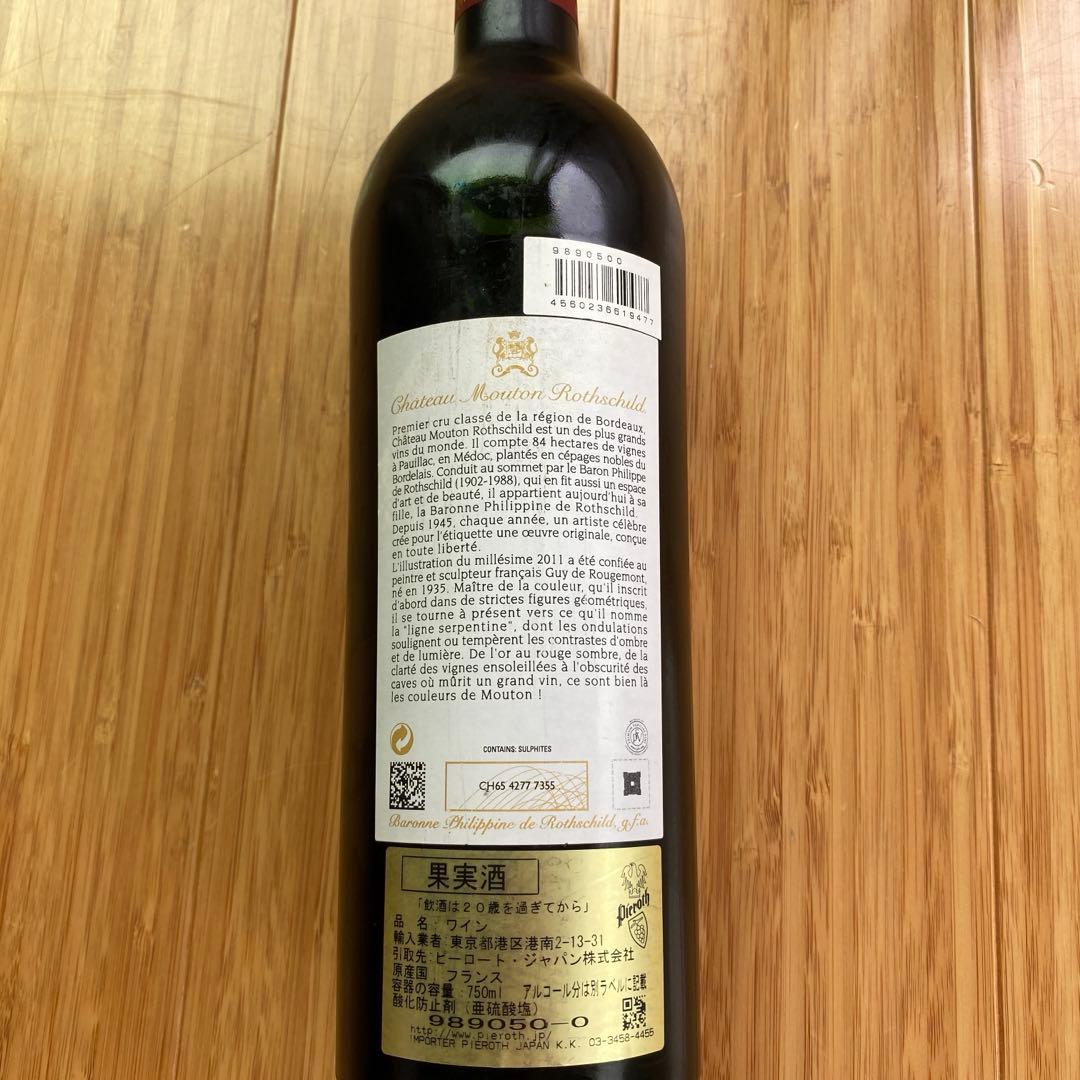 9890500
4560236619477
Château Mouton Rothschild.
Premier cru classé de la région de Bordeaux,
Château Mouton Rothschild est un des plus grands
vins du monde. Il compte 84 hectares de vignes
à Pauillac, en Médoc, plantés en cépages nobles du
Bordelais. Conduit au sommet par le Baron Philippe
de Rothschild (1902-1988), qui en fit aussi un espace
d'art et de beauté, il appartient aujourd'hui à sa
fille, la Baronne Philippine de Rothschild.
Depuis 1945, chaque année, un artiste célèbre
crée pour l'étiquette une œuvre originale, conçue
en toute liberté.
L'illustration du millésime 2011 a été confiée au
peintre et sculpteur français Guy de Rougemont,
né en 1935. Maître de la couleur, qu'il inscrit
d'abord dans de strictes figures géométriques,
il se tourne à présent vers ce qu'il nomme
la "ligne serpentine", dont les ondulations
soulignent ou tempèrent les contrastes d'ombre
et de lumière. De l'or au rouge sombre, de la
clarté des vignes ensoleillées à l'obscurité des
caves où mûrit un grand vin, ce sont bien là
les couleurs de Mouton !
CONTAINS: SULPHITES
CH65 4277 7355
Baronne Philippine de Rothschild, g.f.a.
果実酒
「飲酒は20歳を過ぎてから」
Pieroth
品 名:ワイン
輸入業者:東京都港区港南2-13-31
引取先:ピーロート・ジャパン株式会社
原産国:フランス
容器の容量:750ml アルコール分は別ラベルに記載
酸化防止剤(亜硫酸塩)
989050-0
http://www.pieroth.jp/
IMPORTER PIEROTH JAPAN K.K. 03-3458-4455